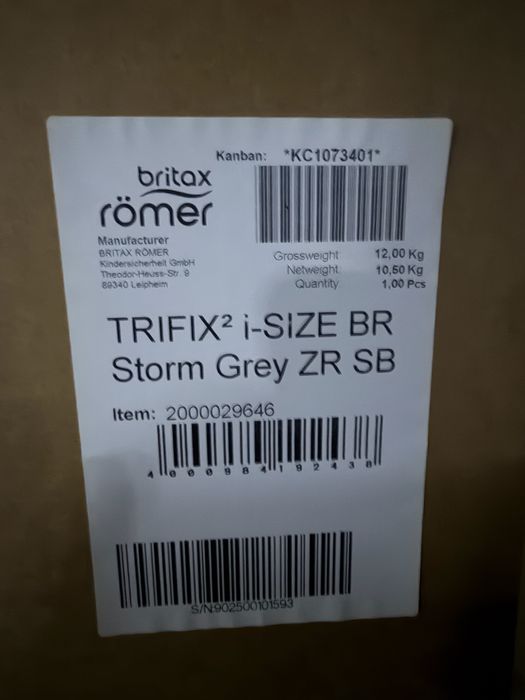 Kanban: *KC1073401*
britax
römer
Manufacturer
BRITAX RÖMER
Kindersicherheit GmbH
Theodor-Heuss-Str. 9
89340 Leipheim
Grossweight 12,00 Kg
Netweight 10,50 Kg
Quantity 1,00 Pcs
TRIFIX² i-SIZE BR
Storm Grey ZR SB
Item: 2000029646
4000984192438
S/N:902500101593